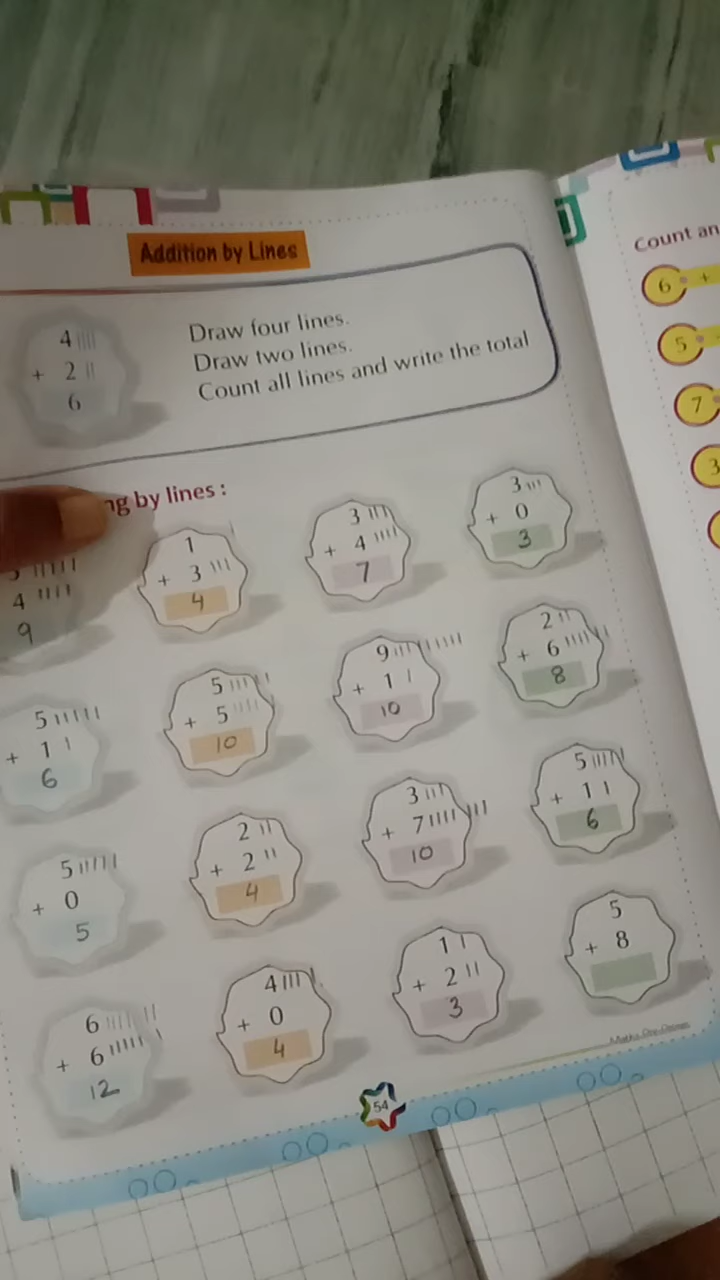 Addition by Lines
4 ||||
+ 2 ||
6
Draw four lines.
Draw two lines.
Count all lines and write the total
by lines :
4 ||||
9
1
+ 3 |||
4
3 |||
+ 4 ||||
7
3 |||
+ 0
3
5 |||||
+ 1 |
6
5 |||||
+ 5 |||||
10
9 |||||||||
+ 1 |
10
2 ||
+ 6 ||||||
8
5 |||||
+ 0
5
2 ||
+ 2 ||
4
3 |||
+ 7 |||||||
10
5 |||||
+ 1 |
6
6 ||||||
+ 6 ||||||
12
4 ||||
+ 0
4
1 |
+ 2 ||
3
5
+ 8
54
Count an
6 +
5
7
3